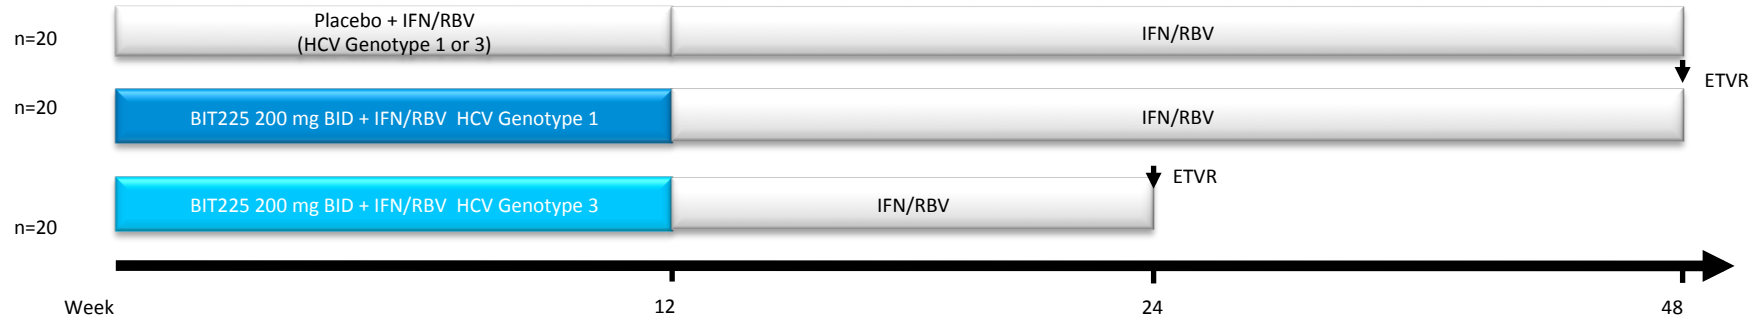 Placebo + IFN/RBV
(HCV Genotype 1 or 3)
n=20
IFN/RBV
ETVR
n=20
BIT225 200 mg BID + IFN/RBV  HCV Genotype 1
IFN/RBV
ETVR
BIT225 200 mg BID + IFN/RBV  HCV Genotype 3
IFN/RBV
n=20
Week
12
24
48